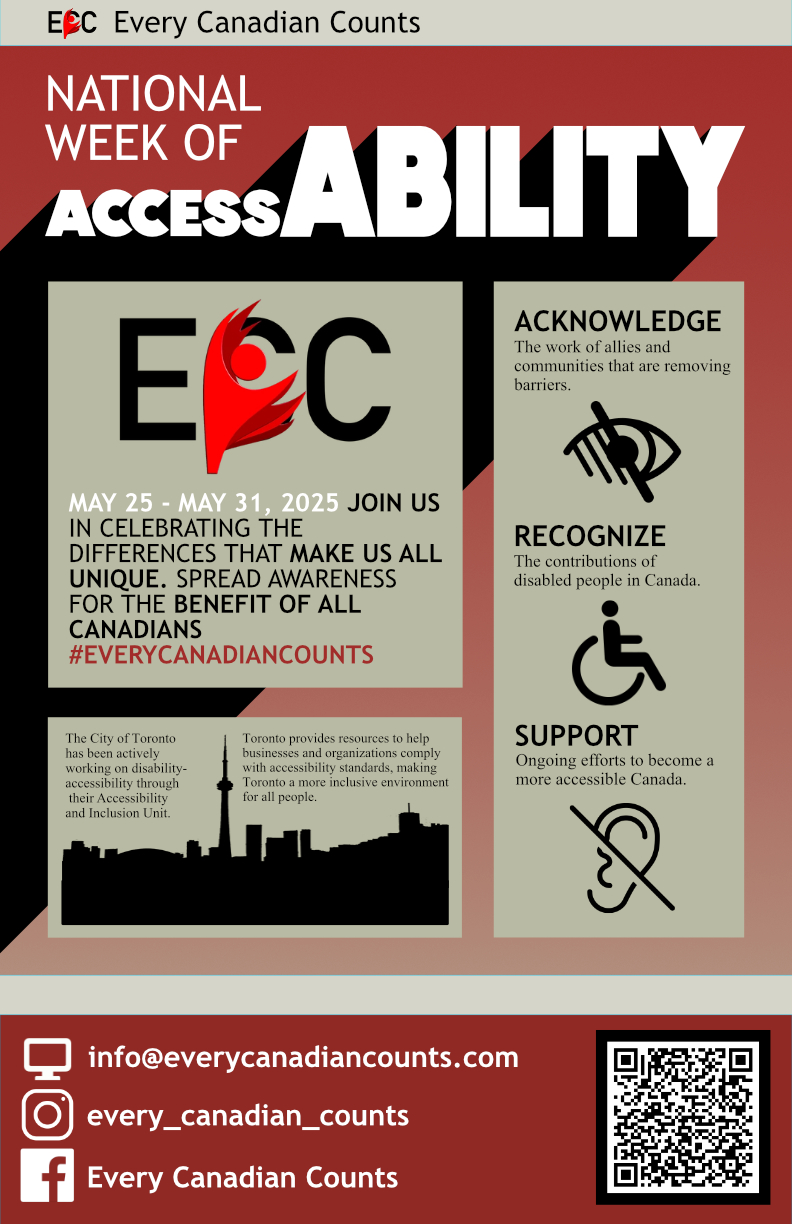 ECC Every Canadian Counts
NATIONAL
WEEK OF
ACCESSABILITY
ECC
MAY 25 - MAY 31, 2025 JOIN US
IN CELEBRATING THE
DIFFERENCES THAT MAKE US ALL
UNIQUE. SPREAD AWARENESS
FOR THE BENEFIT OF ALL
CANADIANS
#EVERYCANADIANCOUNTS
The City of Toronto
has been actively
working on disability-
accessibility through
their Accessibility
and Inclusion Unit.
Toronto provides resources to help
businesses and organizations comply
with accessibility standards, making
Toronto a more inclusive environment
for all people.
ACKNOWLEDGE
The work of allies and
communities that are removing
barriers.
RECOGNIZE
The contributions of
disabled people in Canada.
SUPPORT
Ongoing efforts to become a
more accessible Canada.
info@everycanadiancounts.com
every_canadian_counts
Every Canadian Counts